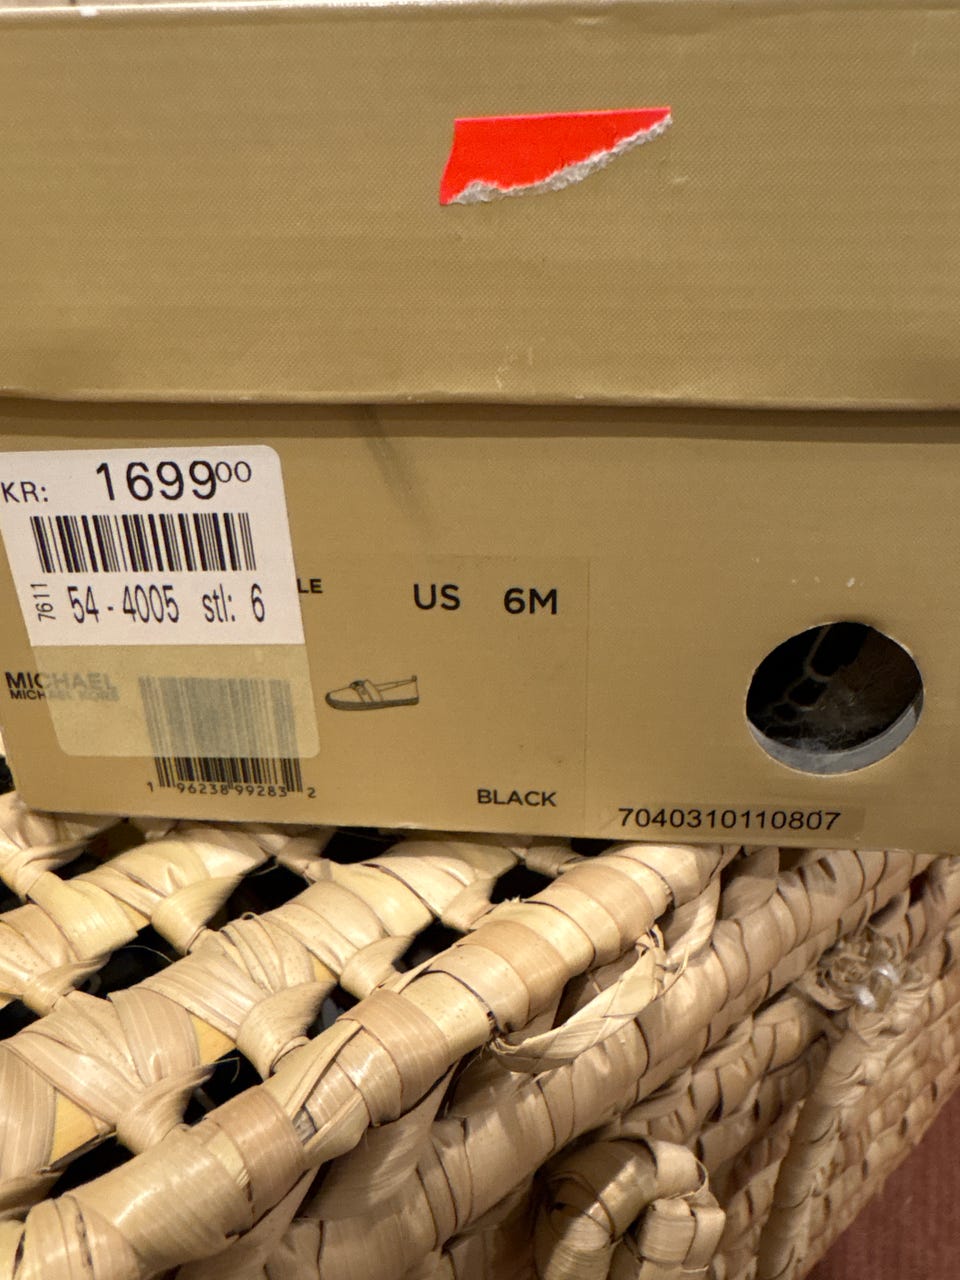 KR: 1699⁰⁰
7611
54 - 4005 stl: 6
LE
US 6M
MICHAEL
MICHAEL KORS
1 96238 99283 2
BLACK
7040310110807